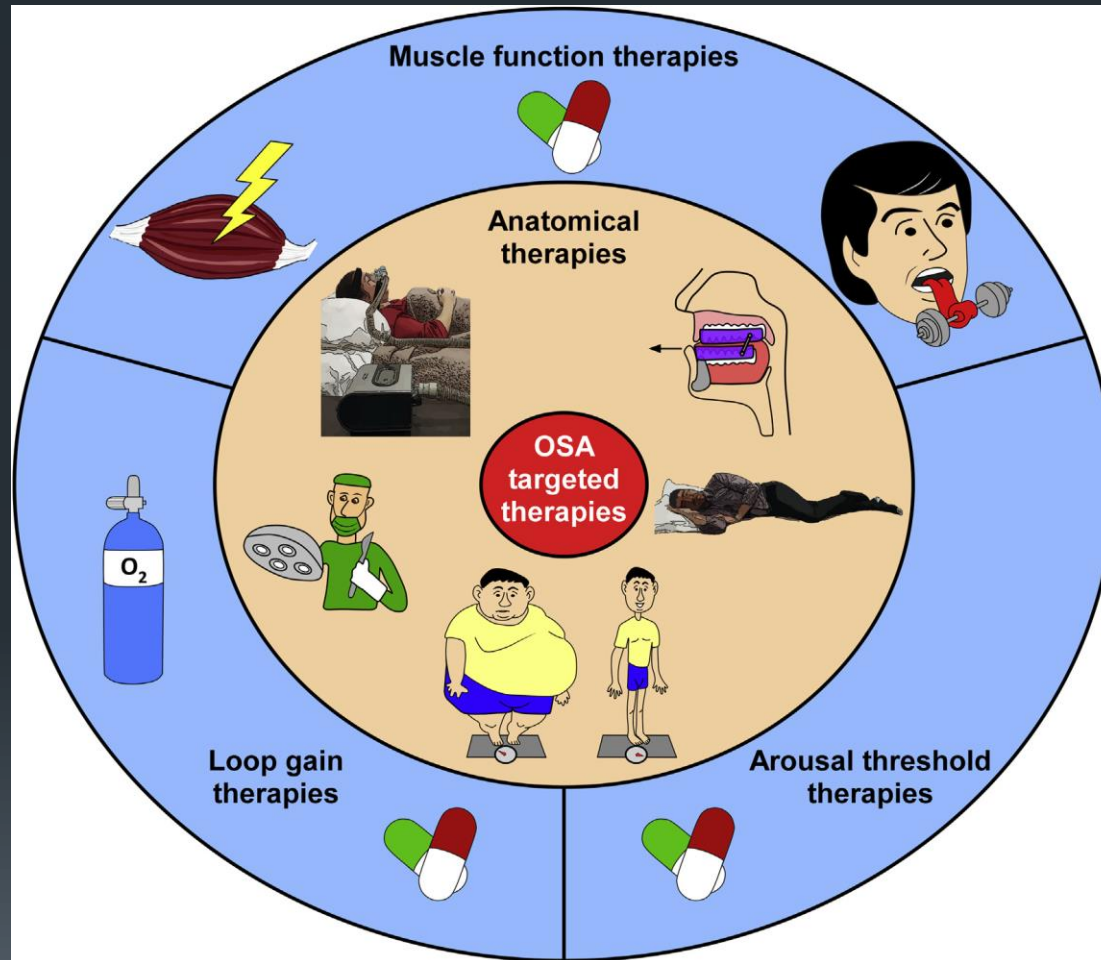 Muscle function therapies
Anatomical
therapies
OSA
targeted
therapies
O₂
Loop gain
therapies
Arousal threshold
therapies